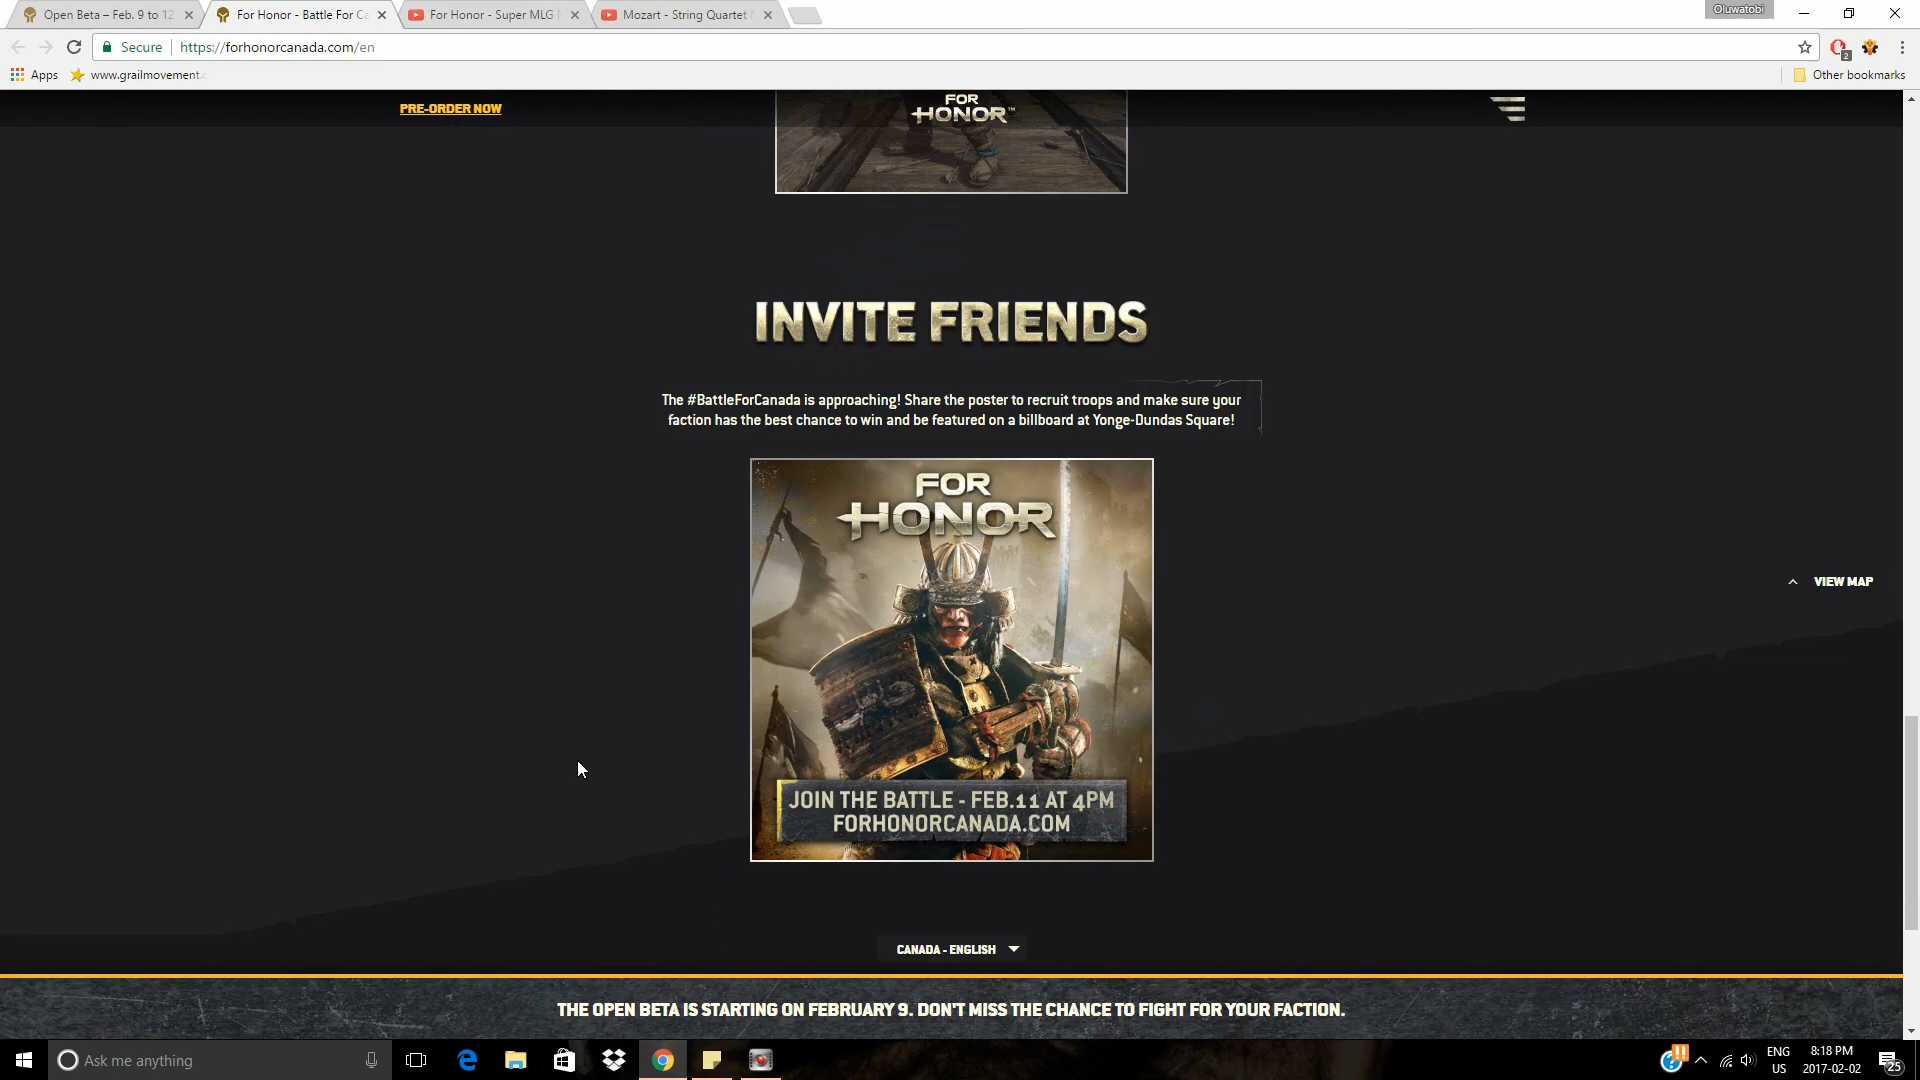 Open Beta – Feb. 9 to 12
For Honor - Battle For Ca
For Honor - Super MLG
Mozart - String Quartet
Oluwatobi
Secure
https://forhonorcanada.com/en
2
Apps
www.grailmovement.c
Other bookmarks
PRE-ORDER NOW
FOR
HONOR™
INVITE FRIENDS
The #BattleForCanada is approaching! Share the poster to recruit troops and make sure your
faction has the best chance to win and be featured on a billboard at Yonge-Dundas Square!
FOR
HONOR
VIEW MAP
JOIN THE BATTLE - FEB.11 AT 4PM
FORHONORCANADA.COM
CANADA - ENGLISH
THE OPEN BETA IS STARTING ON FEBRUARY 9. DON'T MISS THE CHANCE TO FIGHT FOR YOUR FACTION.
Ask me anything
ENG
US
8:18 PM
2017-02-02
25